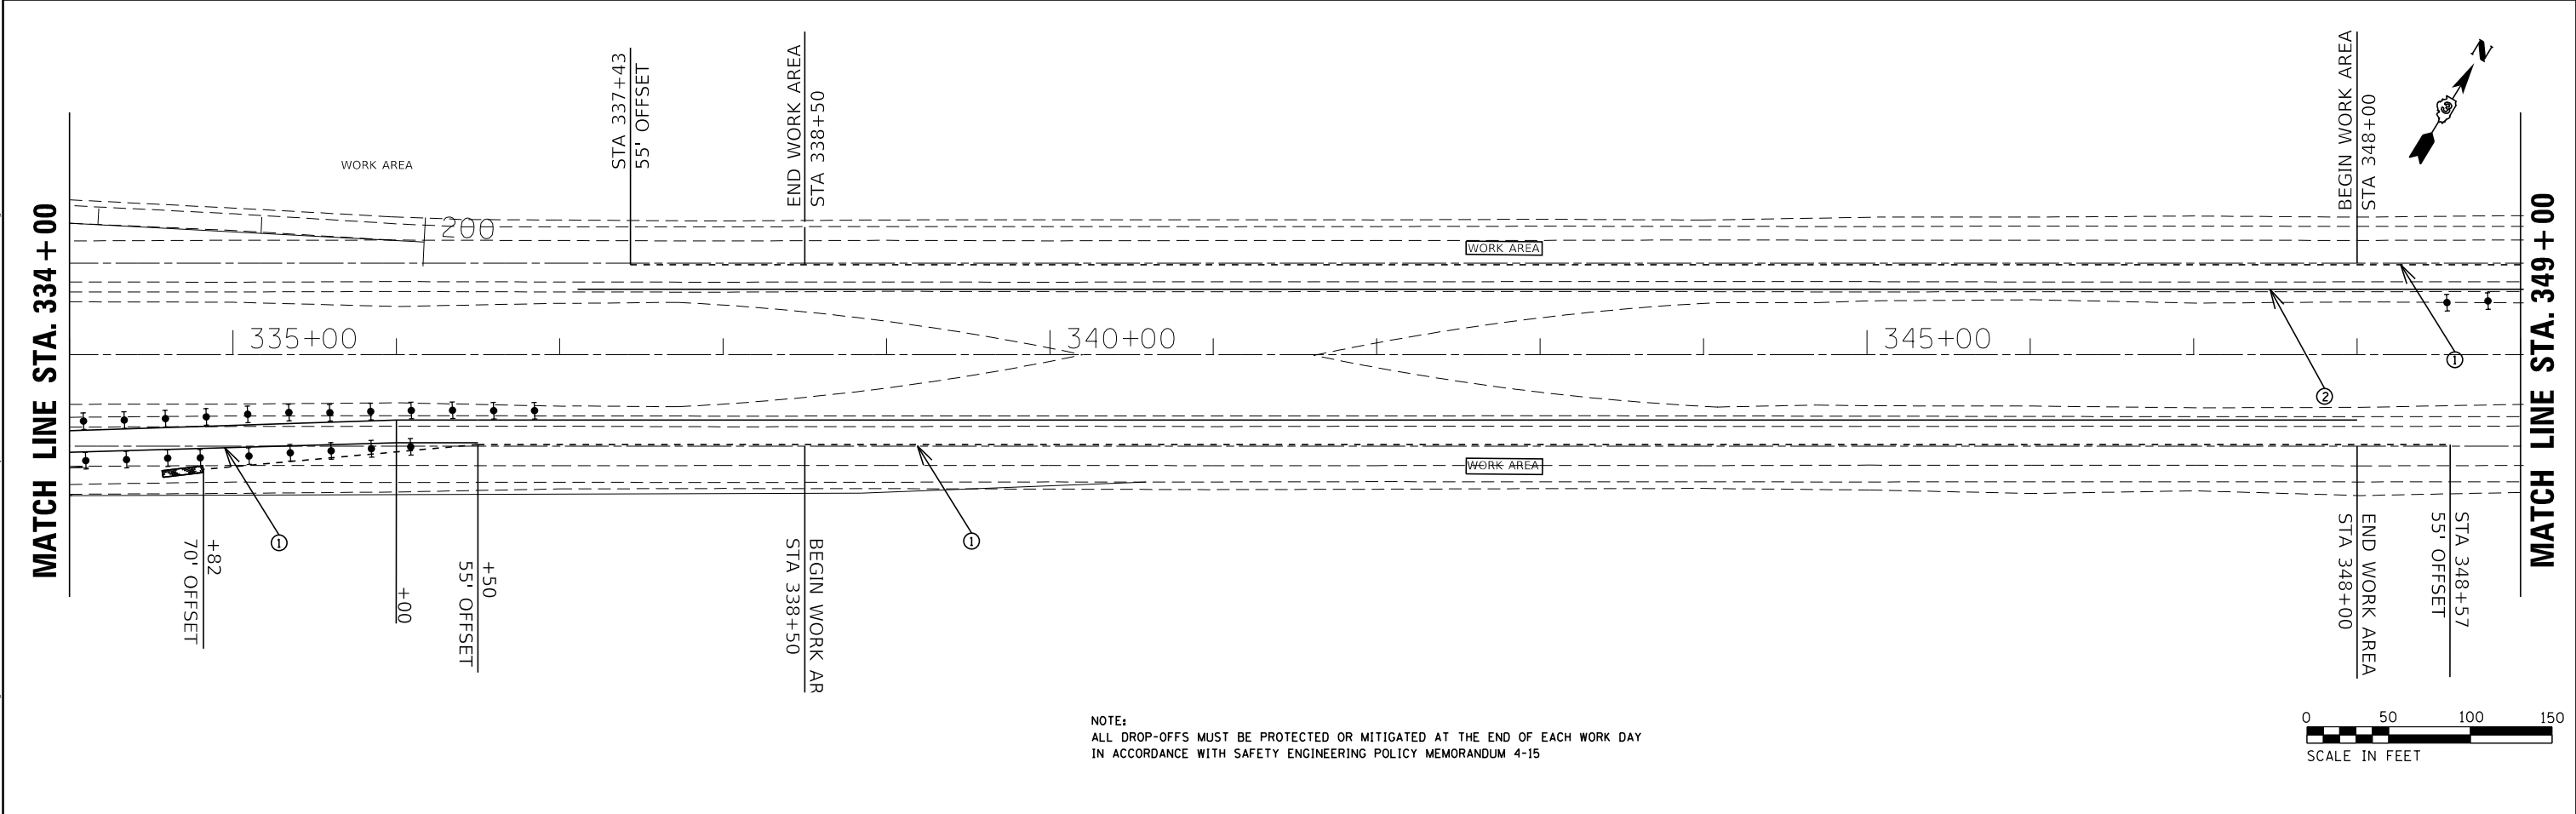 MATCH LINE STA. 334+00
WORK AREA
STA 337+43
55' OFFSET
END WORK AREA
STA 338+50
BEGIN WORK AREA
STA 348+00
N
3
200
WORK AREA
335+00
340+00
345+00
1
2
WORK AREA
1
1
+82
70' OFFSET
+00
+50
55' OFFSET
BEGIN WORK AR
STA 338+50
END WORK AREA
STA 348+00
STA 348+57
55' OFFSET
MATCH LINE STA. 349+00
NOTE:
ALL DROP-OFFS MUST BE PROTECTED OR MITIGATED AT THE END OF EACH WORK DAY
IN ACCORDANCE WITH SAFETY ENGINEERING POLICY MEMORANDUM 4-15
0 50 100 150
SCALE IN FEET